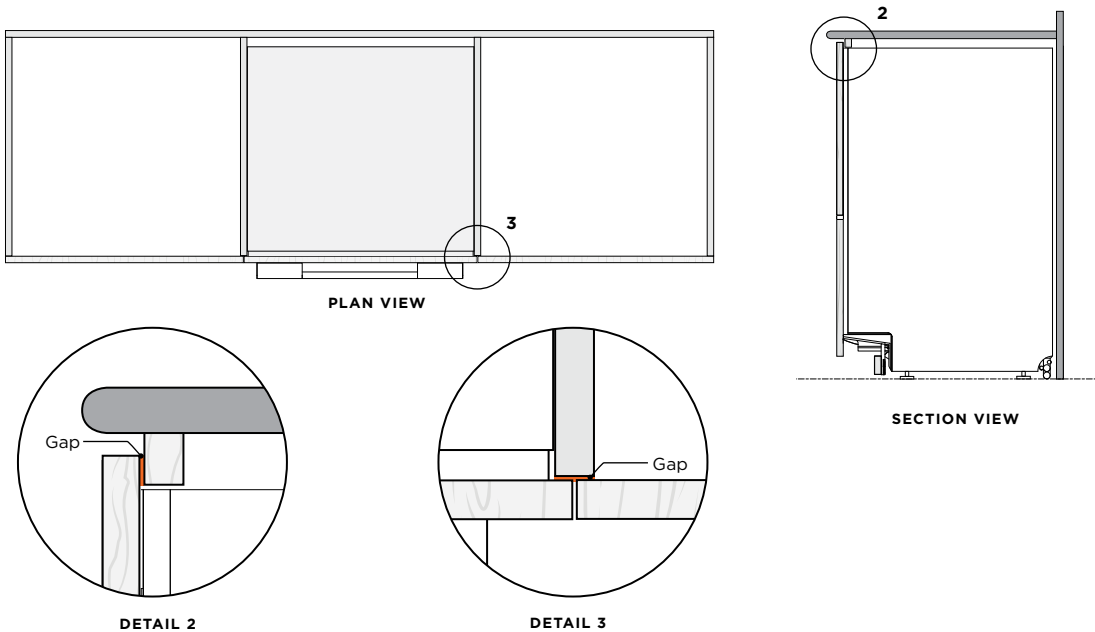 2
3
PLAN VIEW
SECTION VIEW
Gap
Gap
DETAIL 2
DETAIL 3